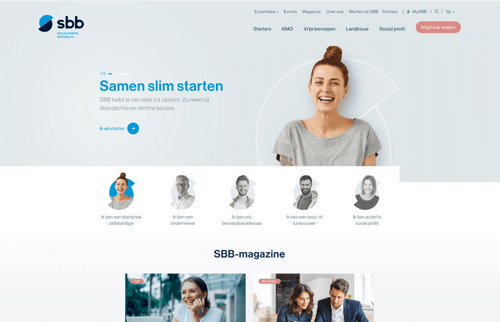 Expertises
Events
Magazine
Over ons
Werken bij SBB
Contact
MySBB
NL
sbb
accountants
adviseurs
Starters
KMO
Vrije beroepen
Landbouw
Social profit
Afspraak maken
Samen slim starten
SBB helpt je van idee tot opstart. Zo neem jij
doordachte en slimme keuzes
Ik wil starten
Ik ben een startende
zelfstandige
Ik ben een
ondernemer
Ik ben vrij
beroepsbeoefenaar
Ik ben een land- of
tuinbouwer
Ik ben actief in
social profit
SBB-magazine